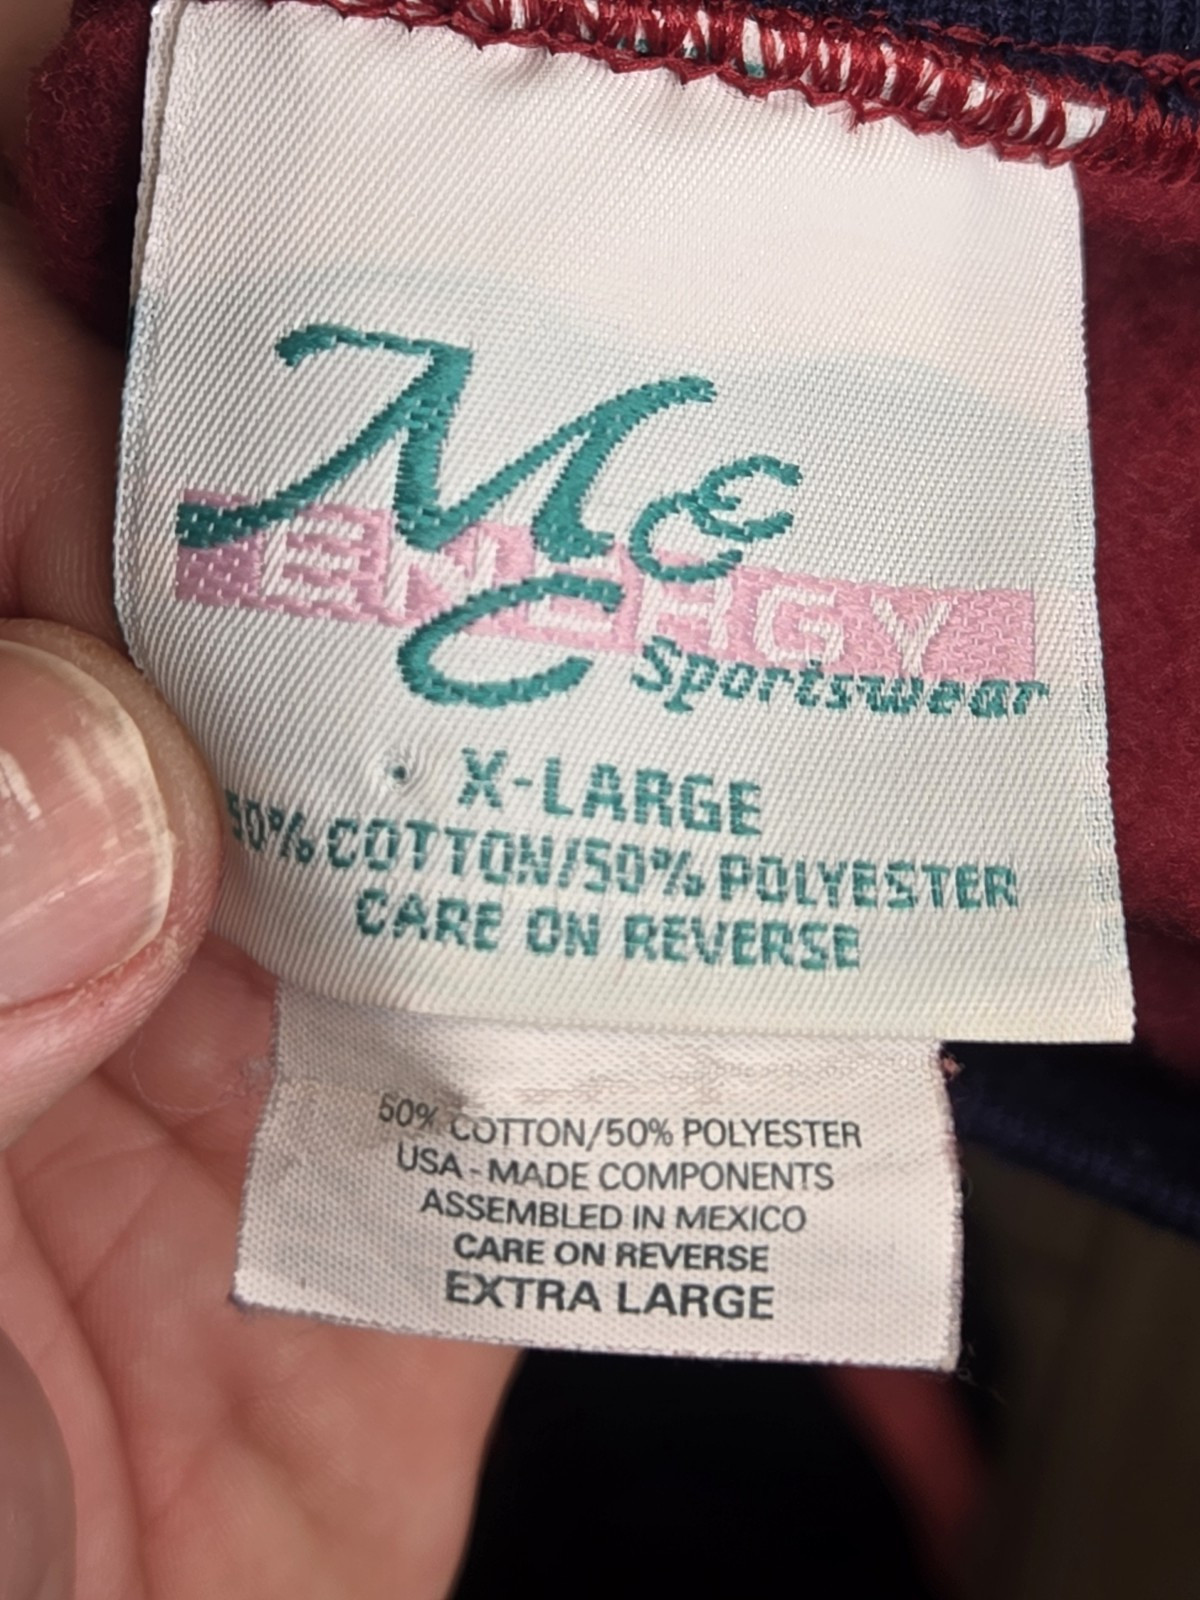 ME
ENERGY
C
Sportswear
X-LARGE
50% COTTON/50% POLYESTER
CARE ON REVERSE
50% COTTON/50% POLYESTER
USA - MADE COMPONENTS
ASSEMBLED IN MEXICO
CARE ON REVERSE
EXTRA LARGE